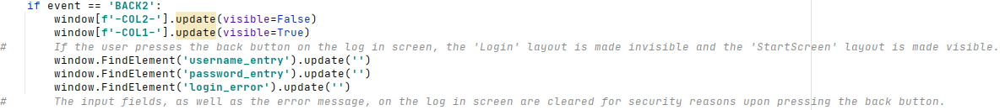 if event == 'BACK2':
    window[f'-COL2-'].update(visible=False)
    window[f'-COL1-'].update(visible=True)
#       If the user presses the back button on the log in screen, the 'Login' layout is made invisible and the 'StartScreen' layout is made visible.
    window.FindElement('username_entry').update('')
    window.FindElement('password_entry').update('')
    window.FindElement('login_error').update('')
#       The input fields, as well as the error message, on the log in screen are cleared for security reasons upon pressing the back button.